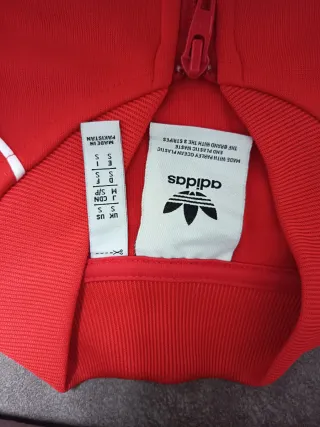 adidas
MADE WITH PARLEY OCEAN PLASTIC
AND PLASTIC WASTE
THE BRAND WITH THE 3 STRIPES
UK US
S S
J CDN
M S/P
D F
S S
E I
S S
MADE IN
PAKISTAN